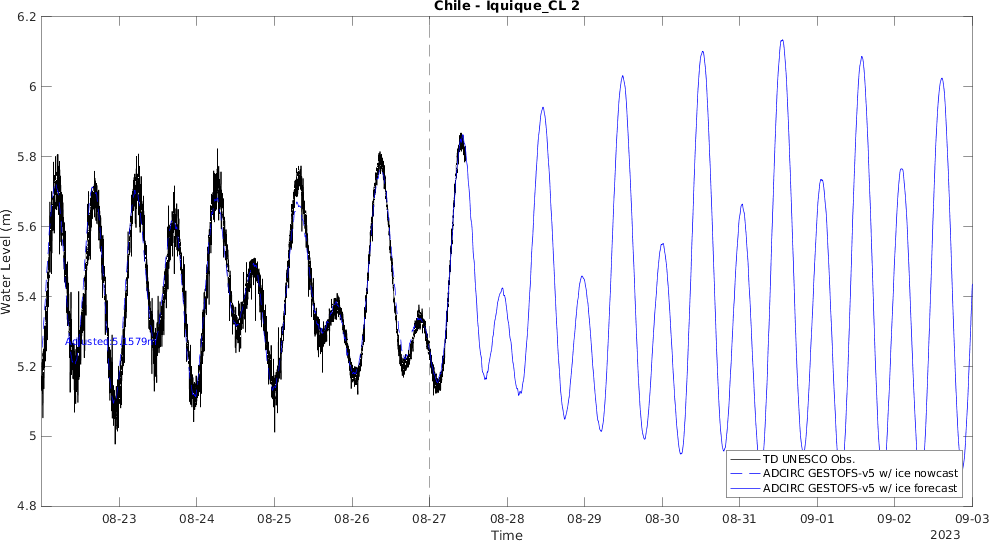 Chile - Iquique_CL 2
6.2
6
5.8
5.6
5.4
5.2
5
4.8
Water Level (m)
Adjusted:5.1579m
TD UNESCO Obs.
ADCIRC GESTOFS-v5 w/ ice nowcast
ADCIRC GESTOFS-v5 w/ ice forecast
08-23 08-24 08-25 08-26 08-27 08-28 08-29 08-30 08-31 09-01 09-02 09-03
Time
2023